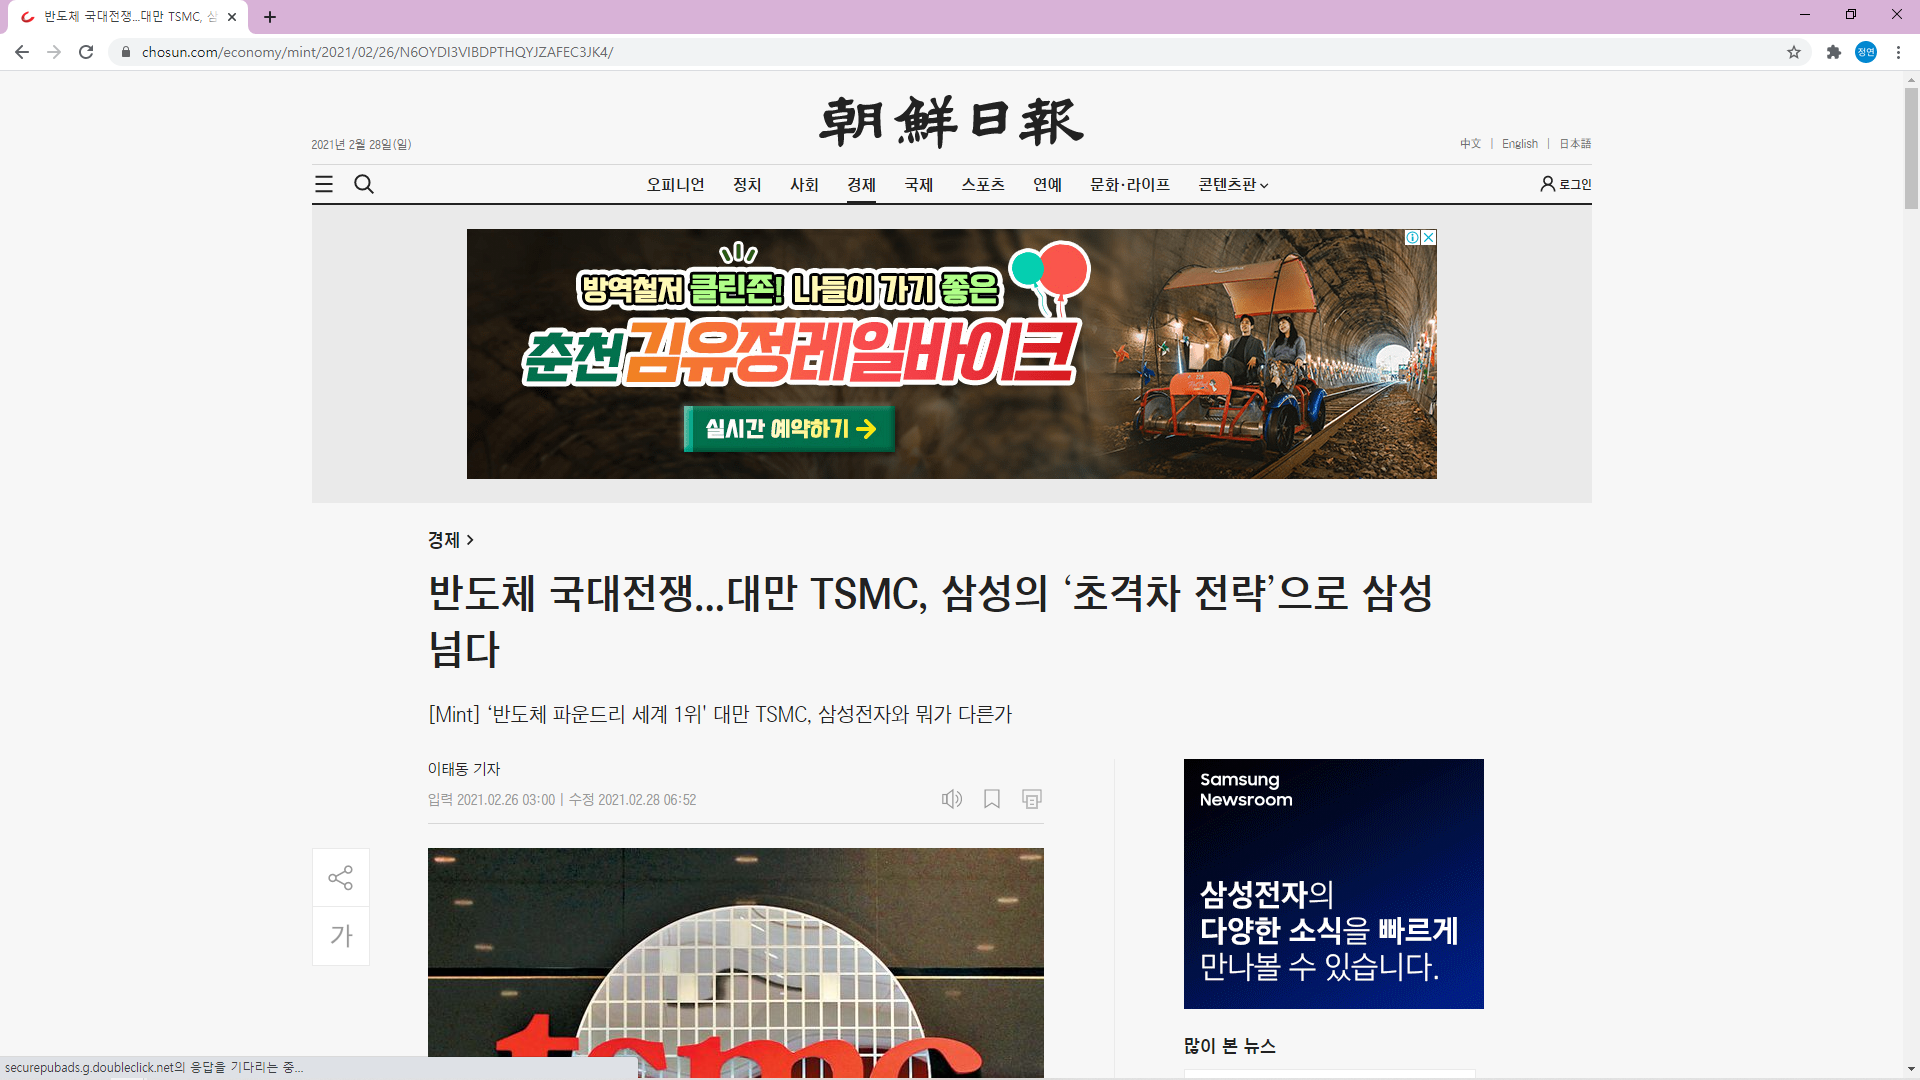 반도체 국대전쟁...대만 TSMC, 삼
chosun.com/economy/mint/2021/02/26/N6OYDI3VIBDPTHQYJZAFEC3JK4/
정연
朝鮮日報
2021년 2월 28일(일)
中文 | English | 日本語
오피니언 정치 사회 경제 국제 스포츠 연예 문화·라이프 콘텐츠판
로그인
방역철저 클린존! 나들이 가기 좋은
춘천 김유정레일바이크
실시간 예약하기 →
경제 >
반도체 국대전쟁...대만 TSMC, 삼성의 ‘초격차 전략’으로 삼성
넘다
[Mint] ‘반도체 파운드리 세계 1위' 대만 TSMC, 삼성전자와 뭐가 다른가
이태동 기자
입력 2021.02.26 03:00 | 수정 2021.02.28 06:52
가
tsmc
Samsung
Newsroom
삼성전자의
다양한 소식을 빠르게
만나볼 수 있습니다.
많이 본 뉴스
securepubads.g.doubleclick.net의 응답을 기다리는 중...